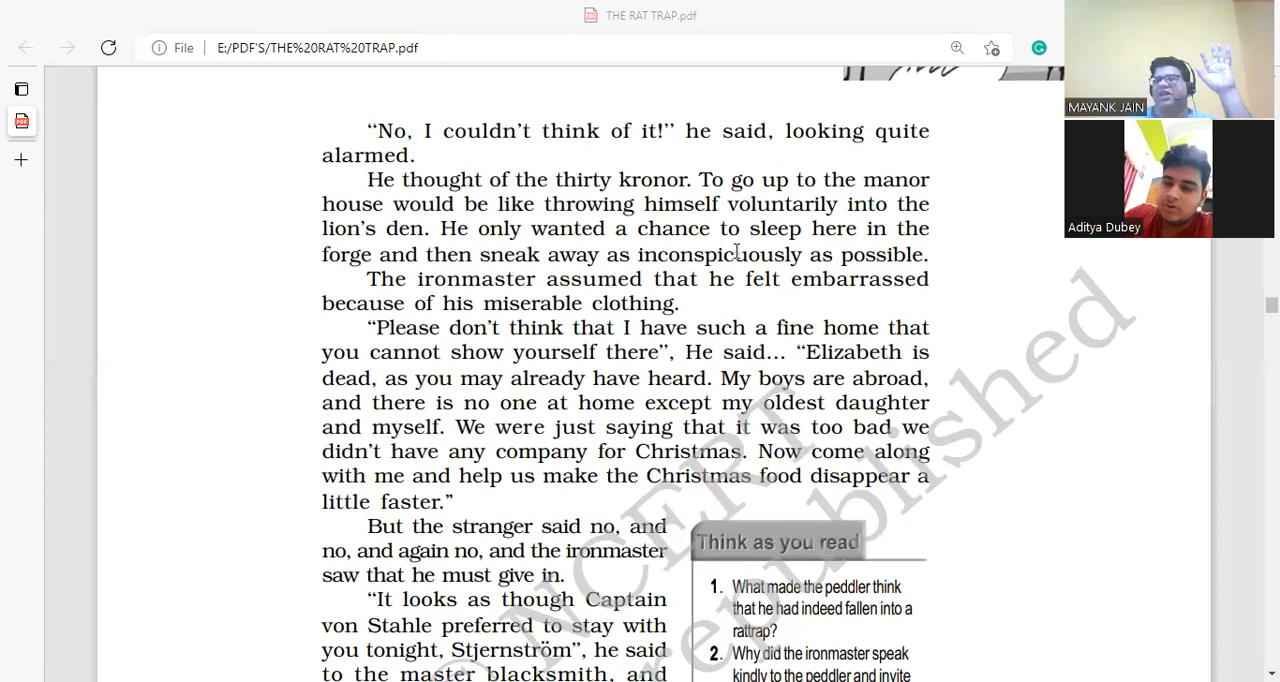 THE RAT TRAP.pdf
File
E:/PDF'S/THE%20RAT%20TRAP.pdf
MAYANK JAIN
Aditya Dubey
“No, I couldn’t think of it!’’ he said, looking quite
alarmed.
He thought of the thirty kronor. To go up to the manor
house would be like throwing himself voluntarily into the
lion’s den. He only wanted a chance to sleep here in the
forge and then sneak away as inconspicuously as possible.
The ironmaster assumed that he felt embarrassed
because of his miserable clothing.
“Please don’t think that I have such a fine home that
you cannot show yourself there”, He said... “Elizabeth is
dead, as you may already have heard. My boys are abroad,
and there is no one at home except my oldest daughter
and myself. We were just saying that it was too bad we
didn’t have any company for Christmas. Now come along
with me and help us make the Christmas food disappear a
little faster.”
But the stranger said no, and
no, and again no, and the ironmaster
saw that he must give in.
“It looks as though Captain
von Stahle preferred to stay with
you tonight, Stjernström”, he said
to the master blacksmith, and
Think as you read
1. What made the peddler think
that he had indeed fallen into a
rattrap?
2. Why did the ironmaster speak
kindly to the peddler and invite
© NCERT
republished